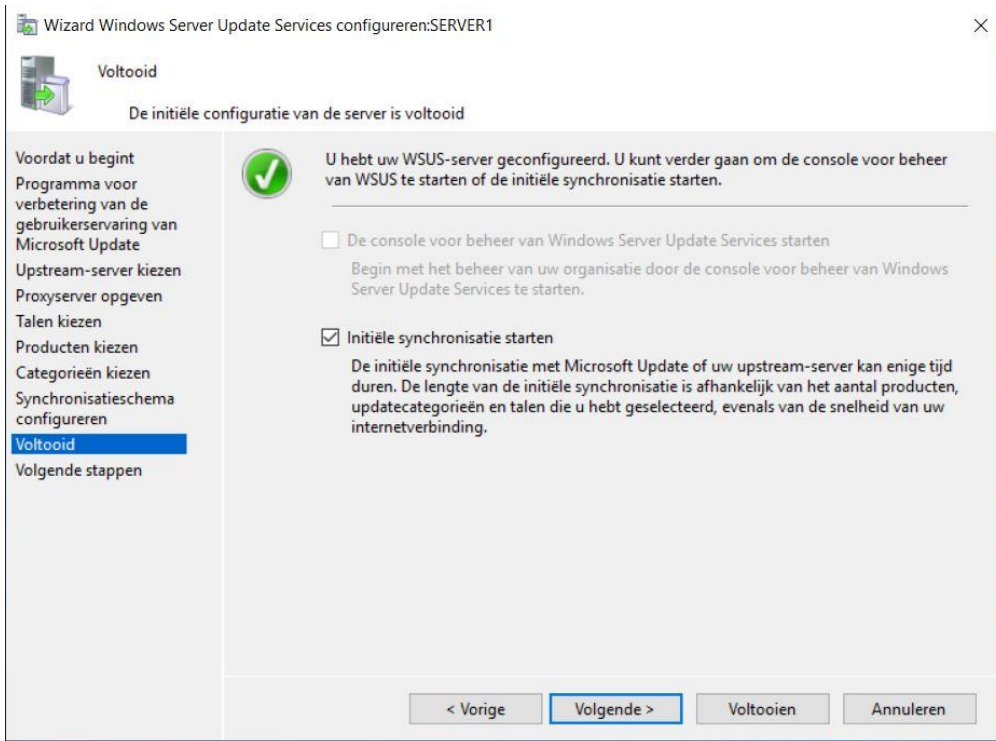 Wizard Windows Server Update Services configureren:SERVER1
Voltooid
De initiële configuratie van de server is voltooid
Voordat u begint
Programma voor
verbetering van de
gebruikerservaring van
Microsoft Update
Upstream-server kiezen
Proxyserver opgeven
Talen kiezen
Producten kiezen
Categorieën kiezen
Synchronisatieschema
configureren
Voltooid
Volgende stappen
U hebt uw WSUS-server geconfigureerd. U kunt verder gaan om de console voor beheer
van WSUS te starten of de initiële synchronisatie starten.
De console voor beheer van Windows Server Update Services starten
Begin met het beheer van uw organisatie door de console voor beheer van Windows
Server Update Services te starten.
Initiële synchronisatie starten
De initiële synchronisatie met Microsoft Update of uw upstream-server kan enige tijd
duren. De lengte van de initiële synchronisatie is afhankelijk van het aantal producten,
updatecategorieën en talen die u hebt geselecteerd, evenals van de snelheid van uw
internetverbinding.
< Vorige
Volgende >
Voltooien
Annuleren